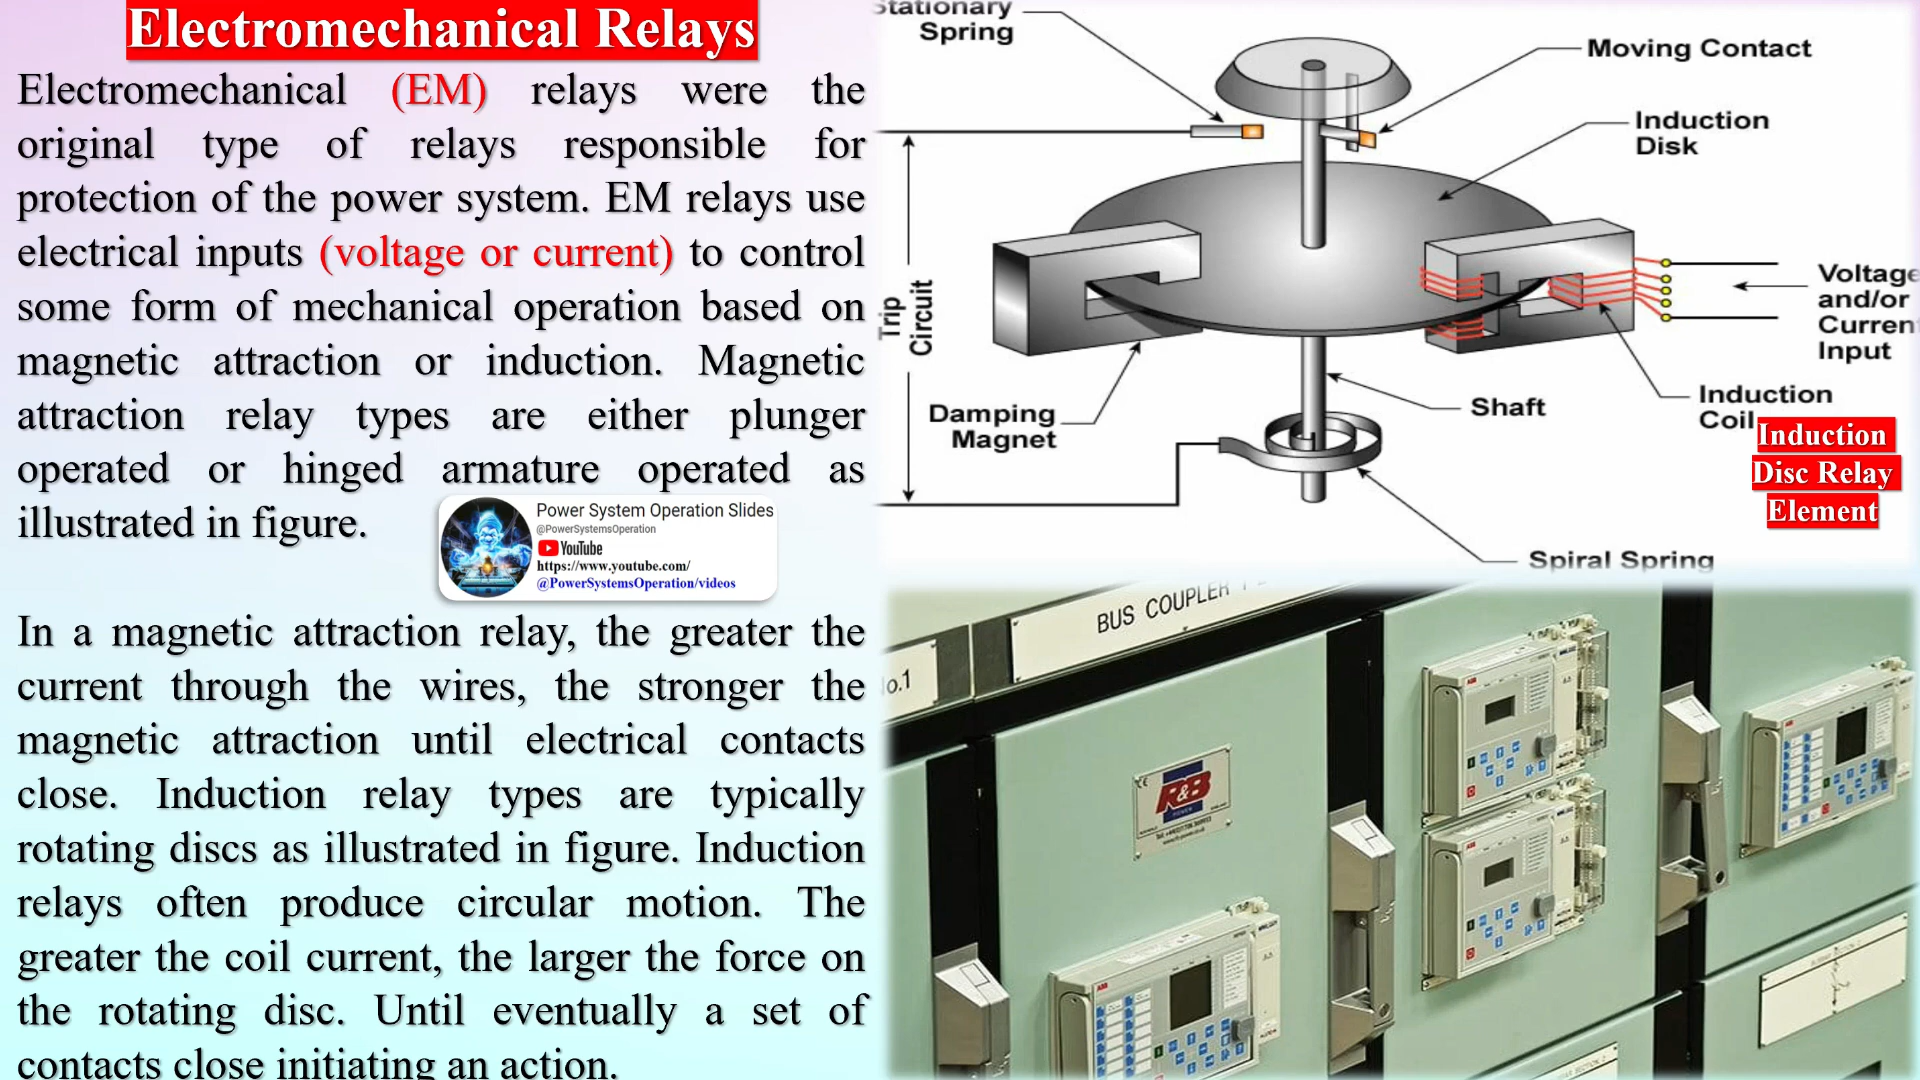 Electromechanical Relays
Electromechanical (EM) relays were the
original type of relays responsible for
protection of the power system. EM relays use
electrical inputs (voltage or current) to control
some form of mechanical operation based on
magnetic attraction or induction. Magnetic
attraction relay types are either plunger
operated or hinged armature operated as
illustrated in figure.
Power System Operation Slides
@PowerSystemsOperation
YouTube
https://www.youtube.com/
@PowerSystemsOperation/videos
In a magnetic attraction relay, the greater the
current through the wires, the stronger the
magnetic attraction until electrical contacts
close. Induction relay types are typically
rotating discs as illustrated in figure. Induction
relays often produce circular motion. The
greater the coil current, the larger the force on
the rotating disc. Until eventually a set of
contacts close initiating an action.
Stationary
Spring
Moving Contact
Induction
Disk
Trip
Circuit
Voltage
and/or
Current
Input
Damping
Magnet
Shaft
Induction
Coil
Induction
Disc Relay
Element
Spiral Spring
BUS COUPLER
No.1
R&B
POWER
ABB
ABB
ABB